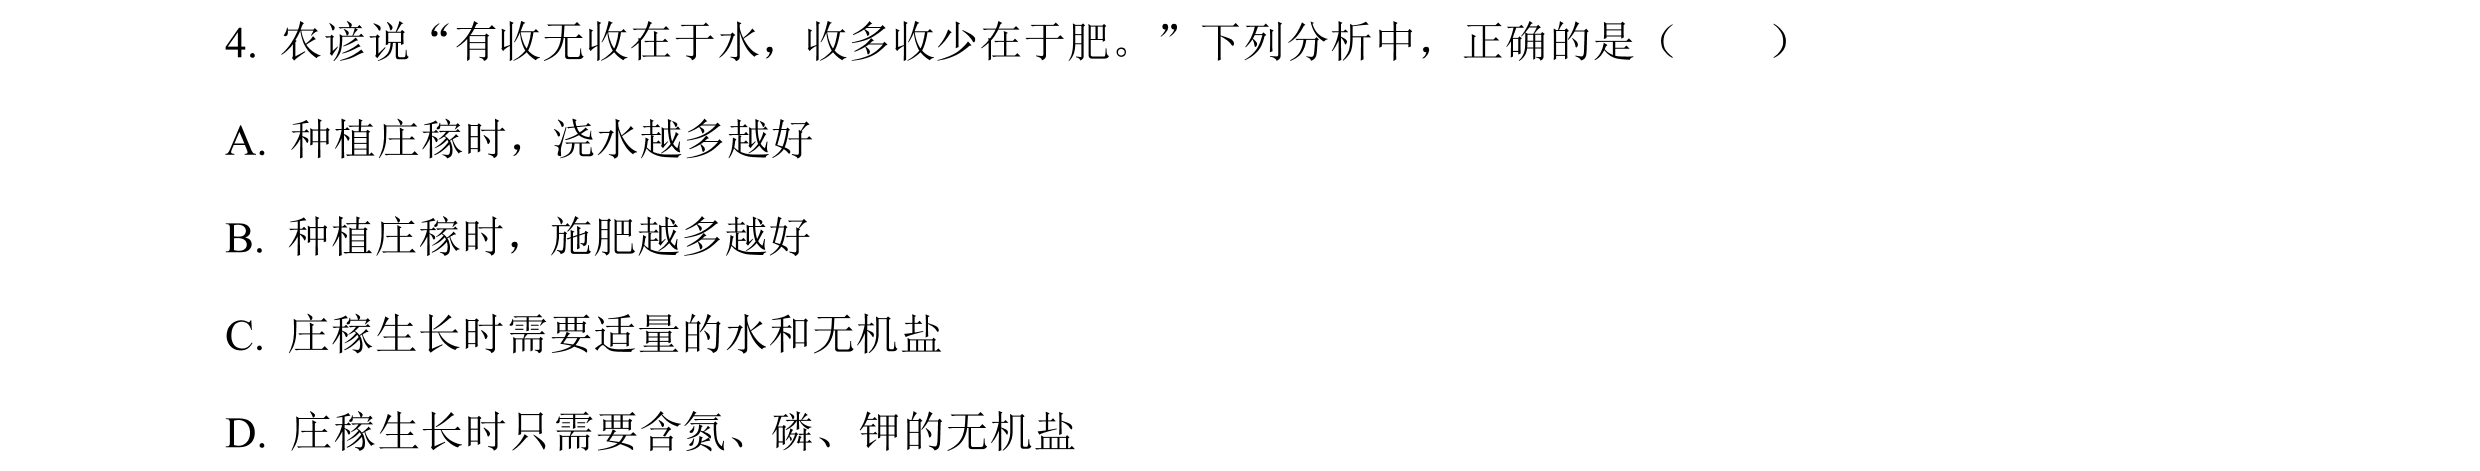 4. 农谚说“有收无收在于水，收多收少在于肥。”下列分析中，正确的是（　　）
A. 种植庄稼时，浇水越多越好
B. 种植庄稼时，施肥越多越好
C. 庄稼生长时需要适量的水和无机盐
D. 庄稼生长时只需要含氮、磷、钾的无机盐